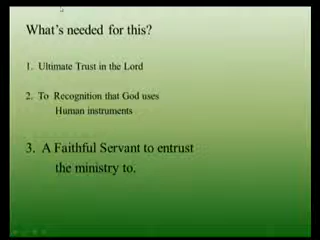 What's needed for this?
1. Ultimate Trust in the Lord
2. To Recognition that God uses
Human instruments
3. A Faithful Servant to entrust
the ministry to.